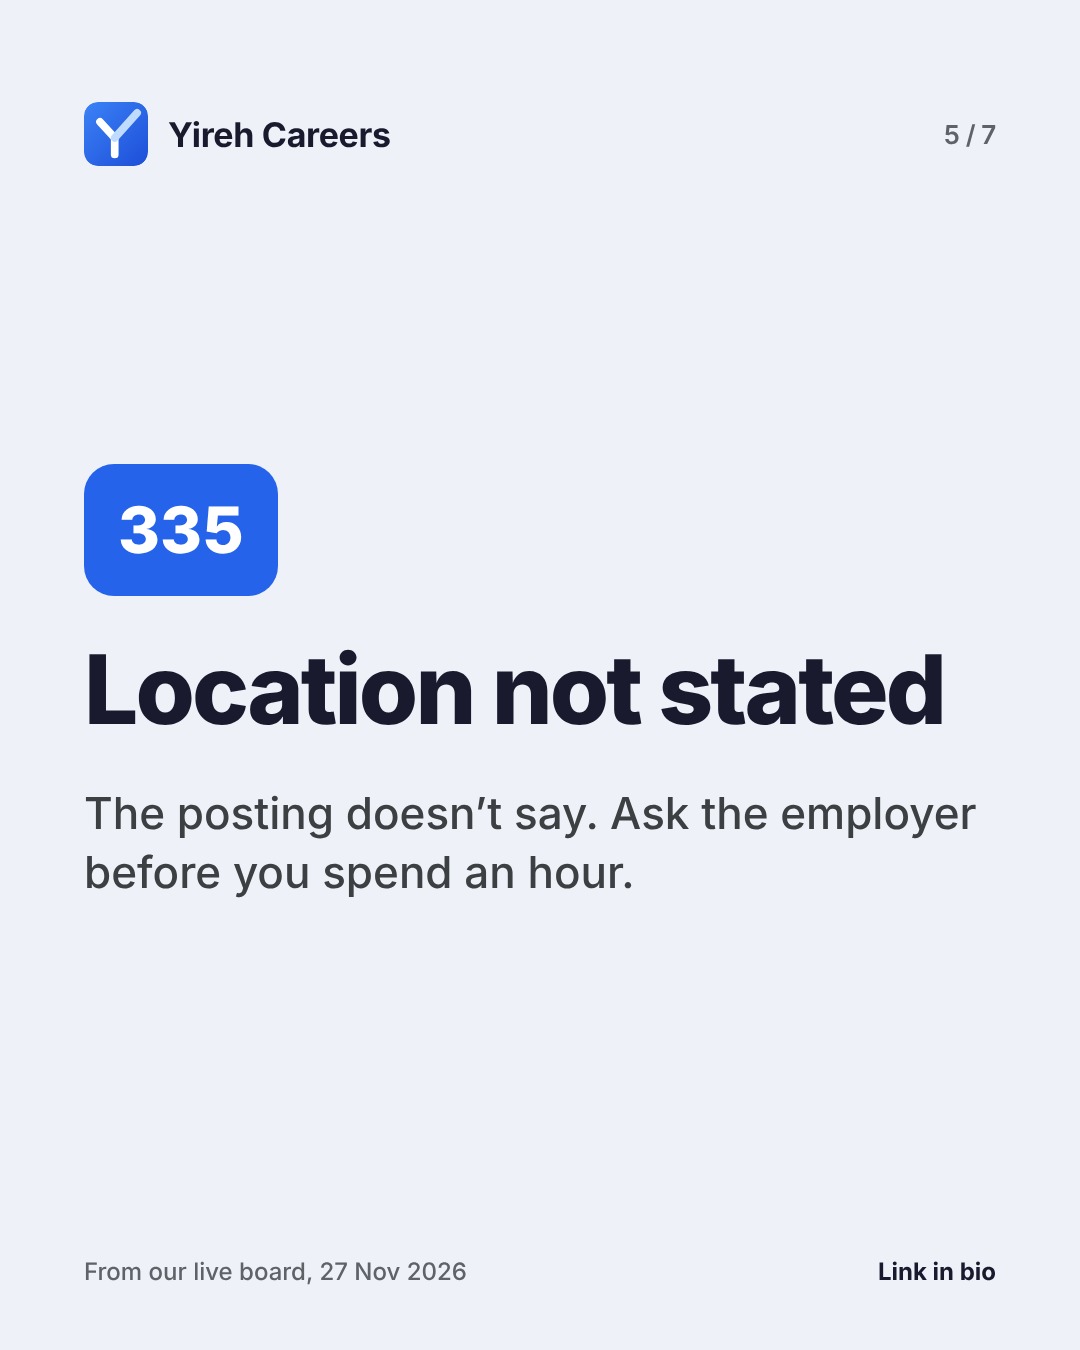 Yireh Careers
5 / 7
335
Location not stated
The posting doesn’t say. Ask the employer
before you spend an hour.
From our live board, 27 Nov 2026
Link in bio